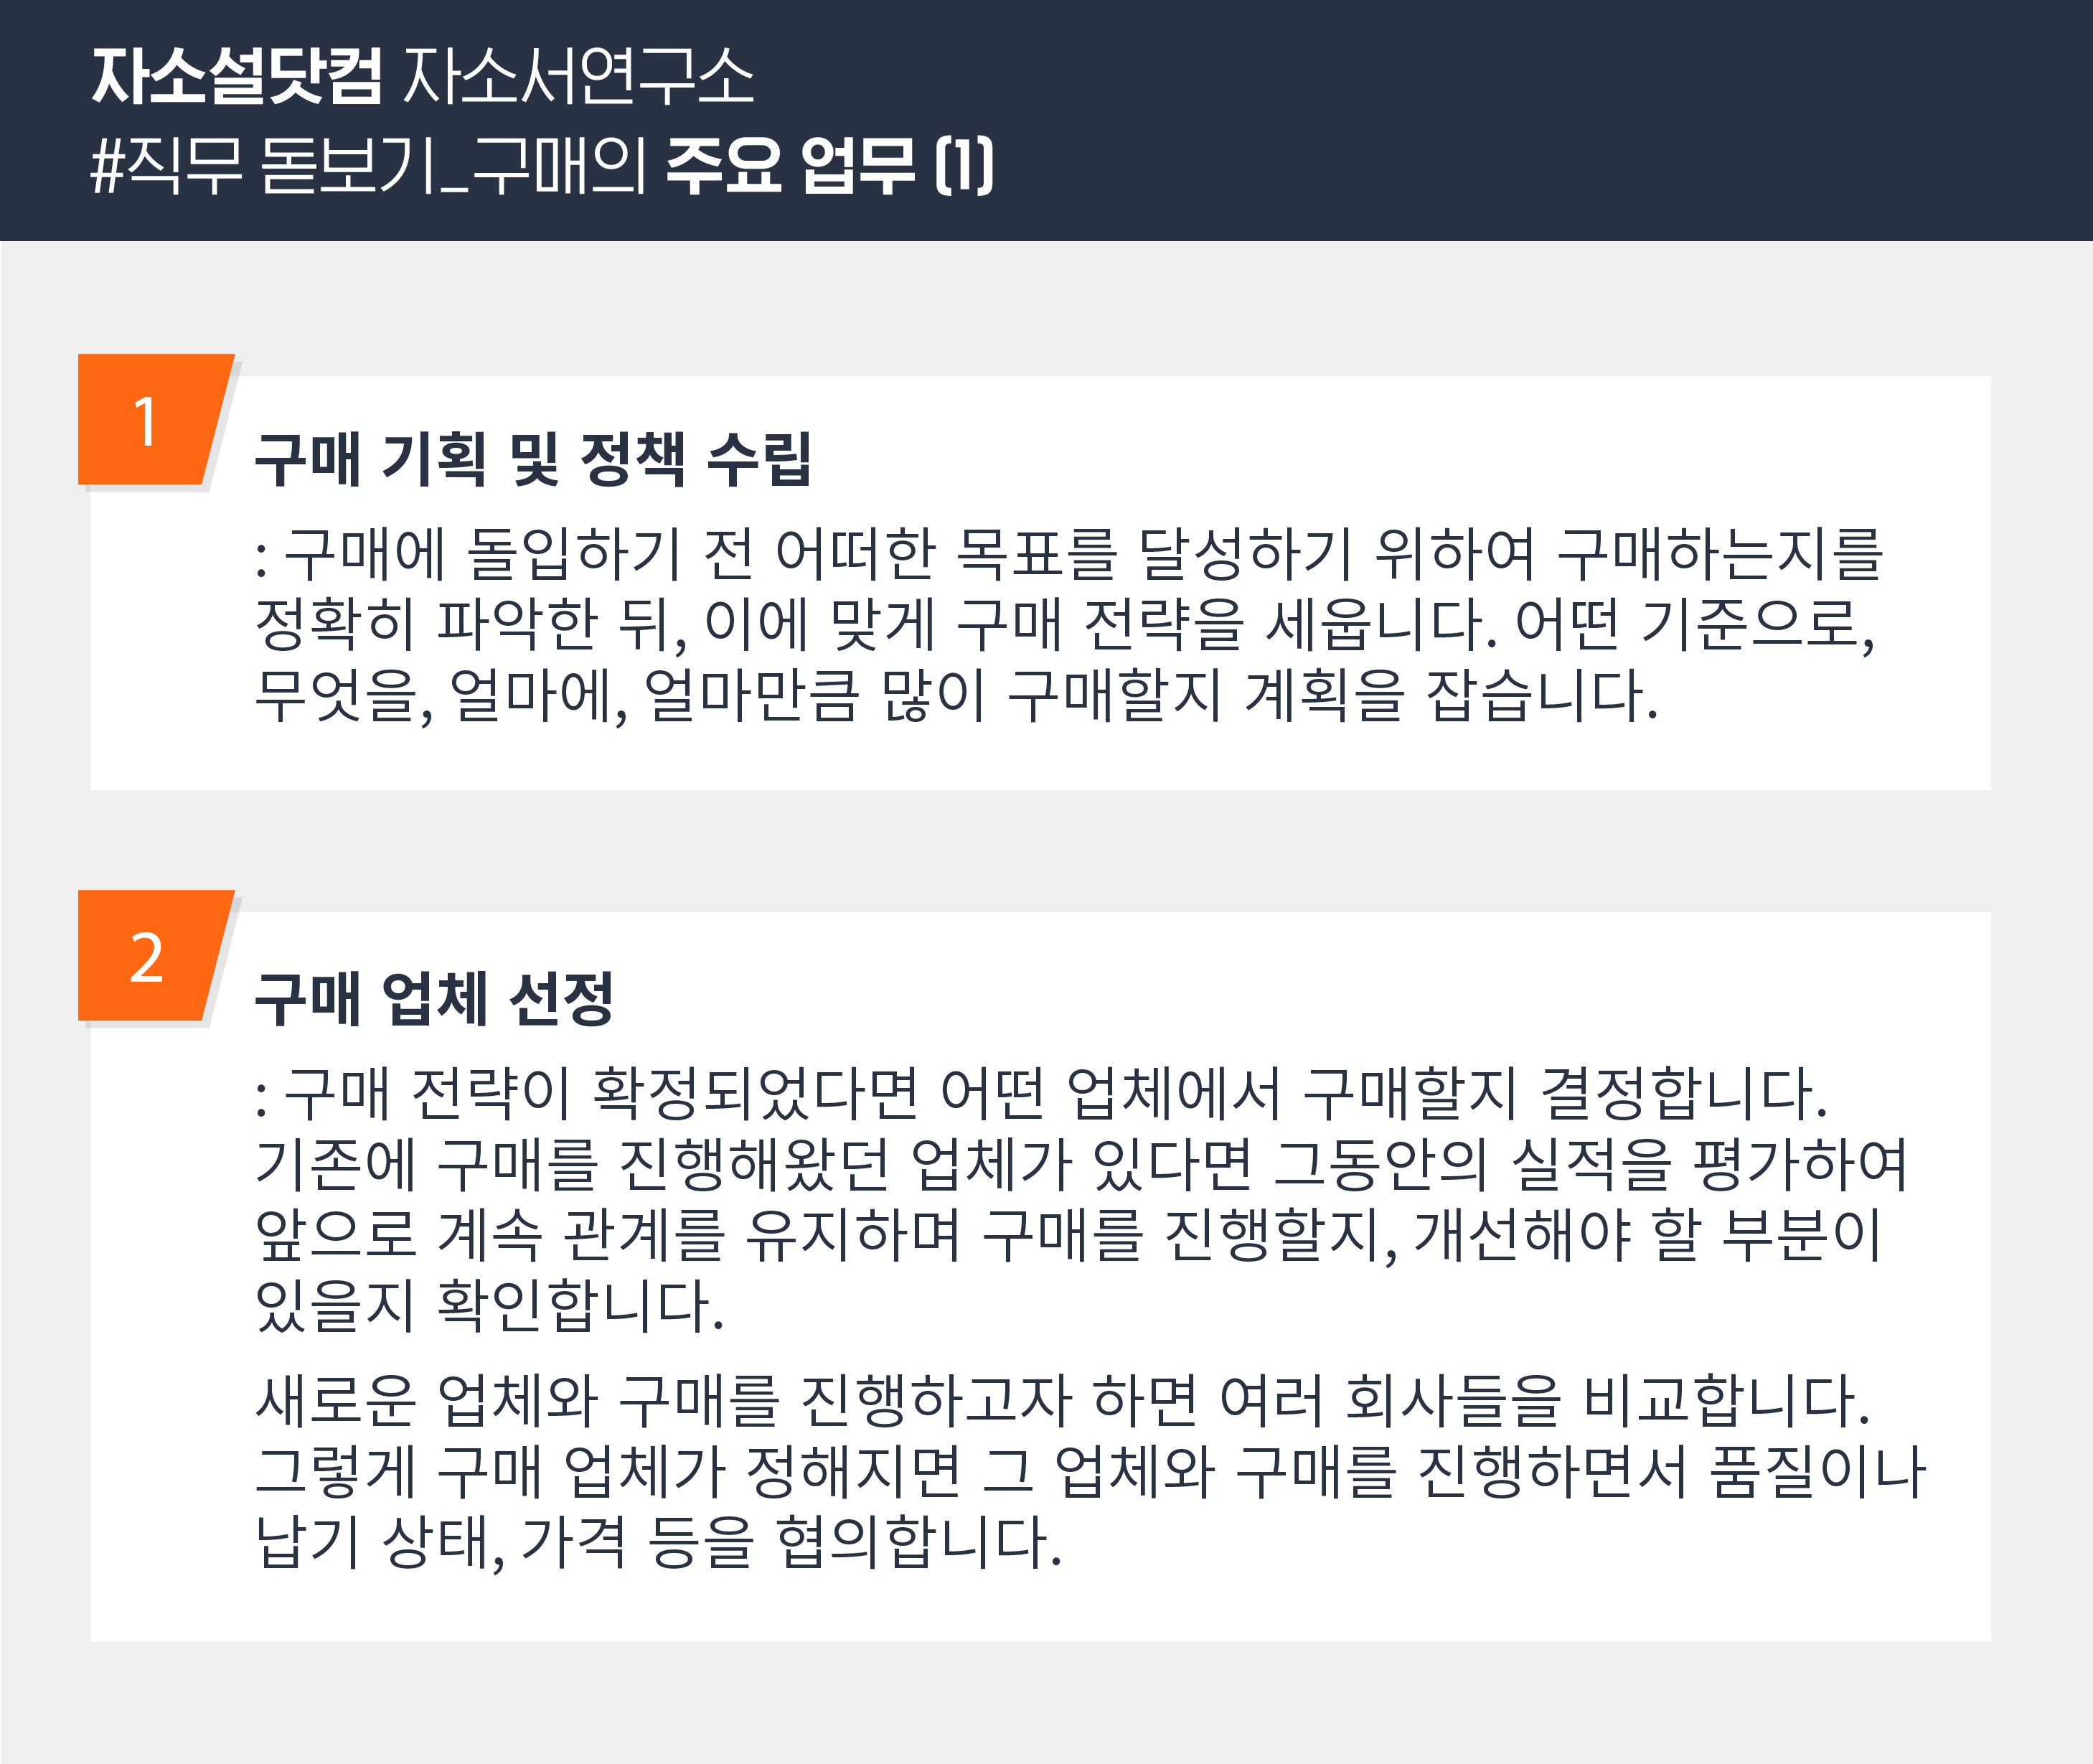 자소설닷컴 자소서연구소
#직무 돋보기_구매의 주요 업무 (1)
1
구매 기획 및 정책 수립
: 구매에 돌입하기 전 어떠한 목표를 달성하기 위하여 구매하는지를
정확히 파악한 뒤, 이에 맞게 구매 전략을 세웁니다. 어떤 기준으로,
무엇을, 얼마에, 얼마만큼 많이 구매할지 계획을 잡습니다.
2
구매 업체 선정
: 구매 전략이 확정되었다면 어떤 업체에서 구매할지 결정합니다.
기존에 구매를 진행해왔던 업체가 있다면 그동안의 실적을 평가하여
앞으로 계속 관계를 유지하며 구매를 진행할지, 개선해야 할 부분이
있을지 확인합니다.
새로운 업체와 구매를 진행하고자 하면 여러 회사들을 비교합니다.
그렇게 구매 업체가 정해지면 그 업체와 구매를 진행하면서 품질이나
납기 상태, 가격 등을 협의합니다.